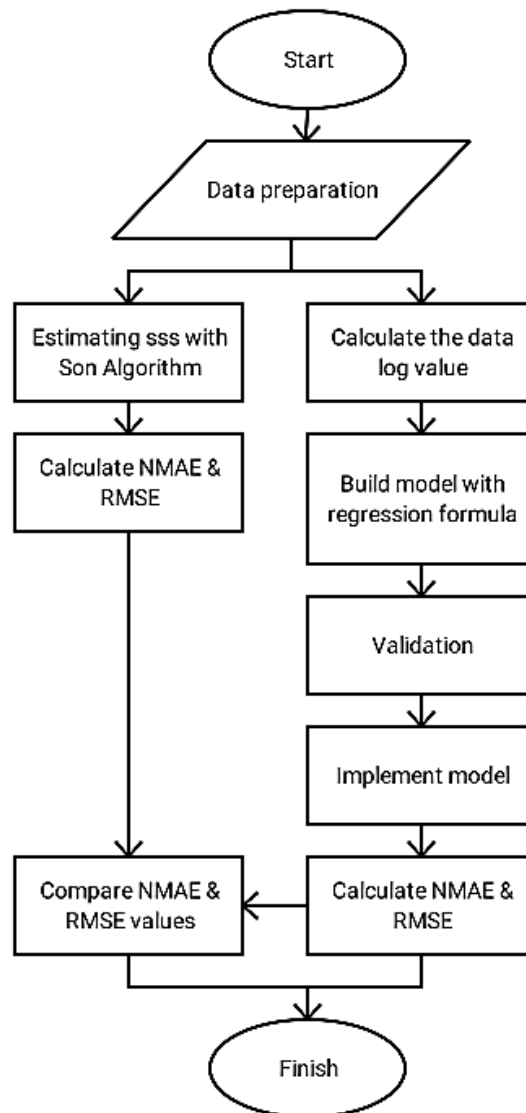 Start
Data preparation
Estimating sss with
Son Algorithm
Calculate NMAE &
RMSE
Calculate the data
log value
Build model with
regression formula
Validation
Implement model
Calculate NMAE &
RMSE
Compare NMAE &
RMSE values
Finish